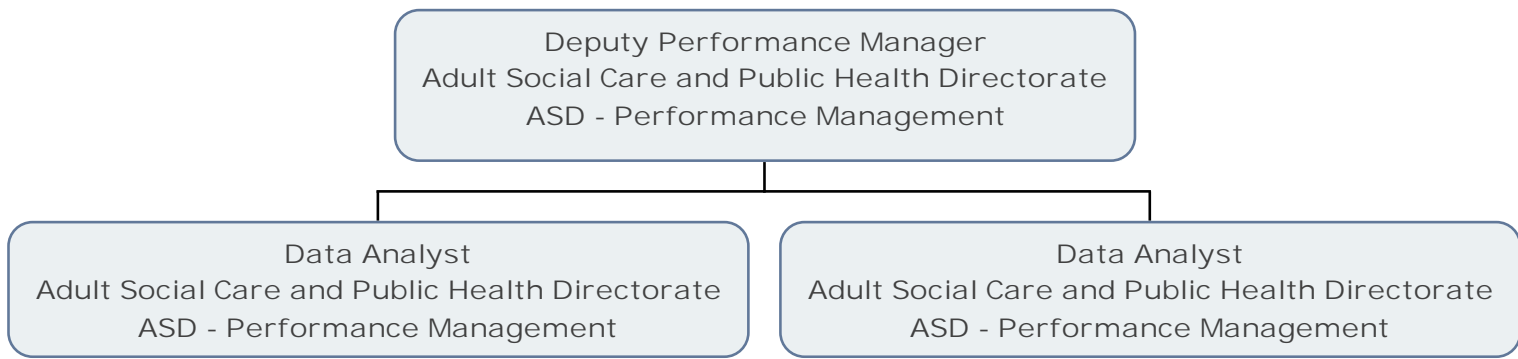 Deputy Performance Manager
Adult Social Care and Public Health Directorate
ASD - Performance Management
Data Analyst
Adult Social Care and Public Health Directorate
ASD - Performance Management
Data Analyst
Adult Social Care and Public Health Directorate
ASD - Performance Management